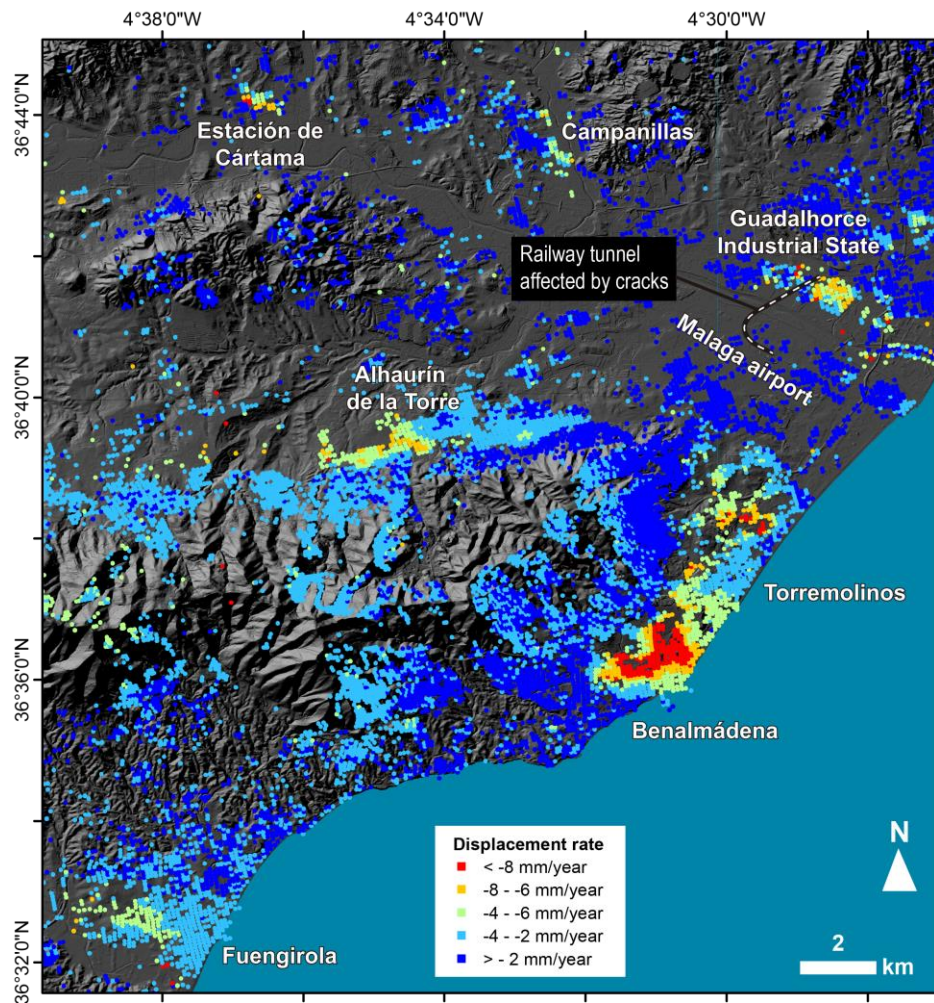 4°38'0"W
4°34'0"W
4°30'0"W
36°44'0"N
Estación de
Cártama
Campanillas
Guadalhorce
Industrial State
Railway tunnel
affected by cracks
Malaga airport
36°40'0"N
Alhaurín
de la Torre
Torremolinos
36°36'0"N
Benalmádena
Displacement rate
< -8 mm/year
-8 - -6 mm/year
-4 - -6 mm/year
-4 - -2 mm/year
> - 2 mm/year
N
2
km
Fuengirola
36°32'0"N